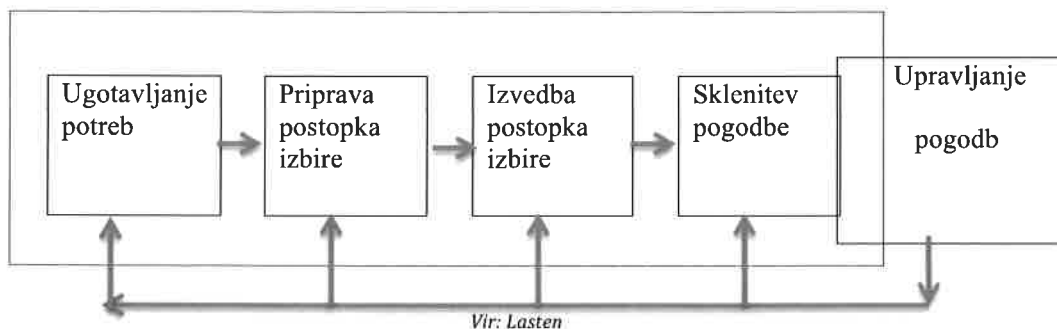 Ugotavljanje
potreb
Priprava
postopka
izbire
Izvedba
postopka
izbire
Sklenitev
pogodbe
Upravljanje
pogodb
Vir: Lasten